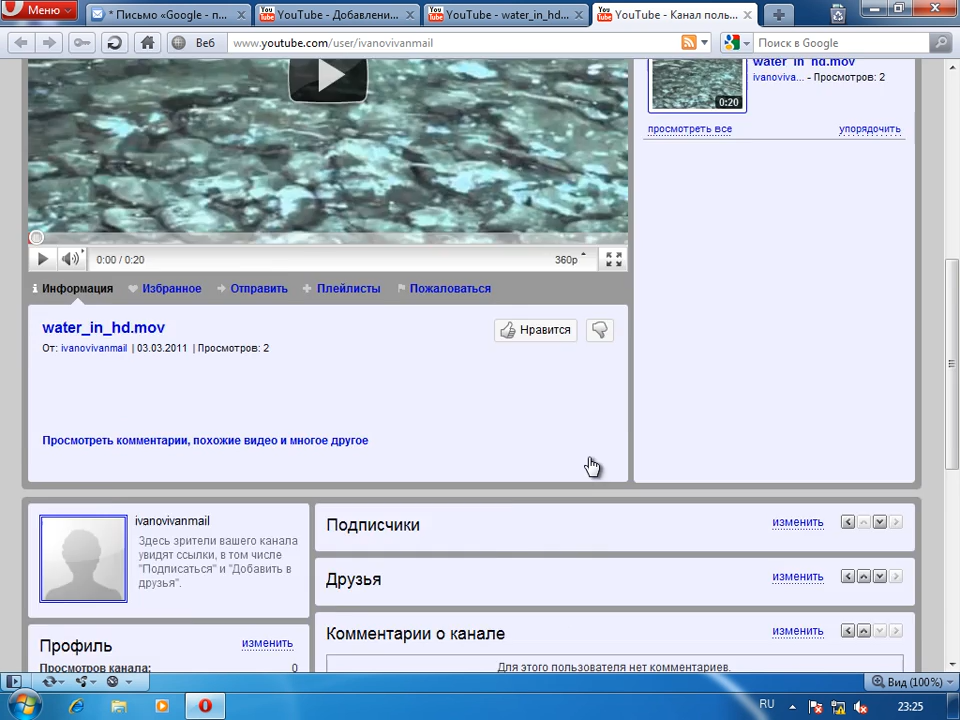 Меню
* Письмо «Google - п...
YouTube - Добавлени...
YouTube - water_in_hd...
YouTube - Канал поль...
Веб
www.youtube.com/user/ivanovivanmail
Поиск в Google
water_in_hd.mov
ivanoviva... - Просмотров: 2
0:20
просмотреть все
упорядочить
0:00 / 0:20
360p
Информация
Избранное
Отправить
Плейлисты
Пожаловаться
water_in_hd.mov
Нравится
От: ivanovivanmail | 03.03.2011 | Просмотров: 2
Просмотреть комментарии, похожие видео и многое другое
ivanovivanmail
Здесь зрители вашего канала
увидят ссылки, в том числе
"Подписаться" и "Добавить в
друзья".
Подписчики
изменить
Друзья
изменить
Комментарии о канале
изменить
Профиль
изменить
Просмотров канала:
0
Для этого пользователя нет комментариев.
Вид (100%)
RU
23:25